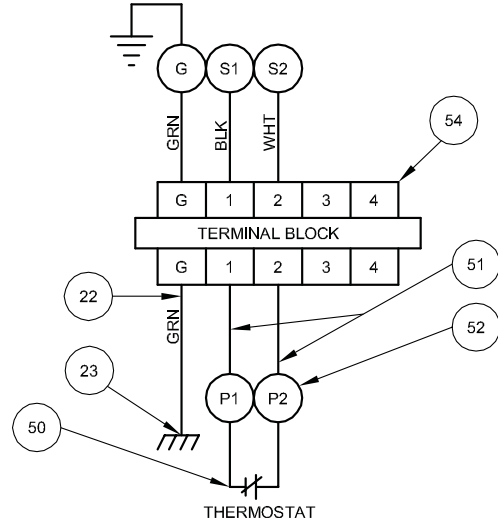 G S1 S2
GRN BLK WHT
54
G 1 2 3 4
TERMINAL BLOCK
G 1 2 3 4
51
22
GRN
52
23
P1 P2
50
THERMOSTAT